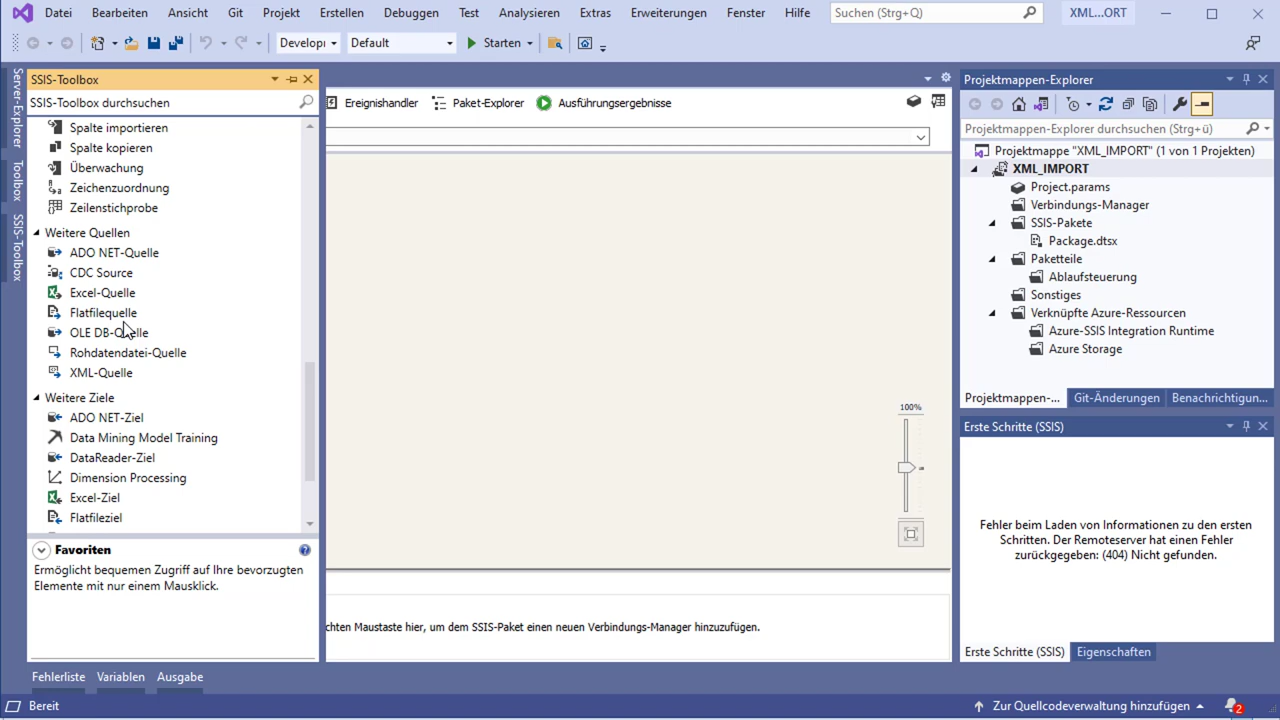 Datei Bearbeiten Ansicht Git Projekt Erstellen Debuggen Test Analysieren Extras Erweiterungen Fenster Hilfe Suchen (Strg+Q) XML...ORT
Developi Default Starten
SSIS-Toolbox
SSIS-Toolbox durchsuchen
Spalte importieren
Spalte kopieren
Überwachung
Zeichenzuordnung
Zeilenstichprobe
Weitere Quellen
ADO NET-Quelle
CDC Source
Excel-Quelle
Flatfilequelle
OLE DB-Quelle
Rohdatendatei-Quelle
XML-Quelle
Weitere Ziele
ADO NET-Ziel
Data Mining Model Training
DataReader-Ziel
Dimension Processing
Excel-Ziel
Flatfileziel
Favoriten
Ermöglicht bequemen Zugriff auf Ihre bevorzugten
Elemente mit nur einem Mausklick.
Server-Explorer
Toolbox
SSIS-Toolbox
Ereignishandler Paket-Explorer Ausführungsergebnisse
100%
chten Maustaste hier, um dem SSIS-Paket einen neuen Verbindungs-Manager hinzuzufügen.
Projektmappen-Explorer
Projektmappen-Explorer durchsuchen (Strg+ü)
Projektmappe "XML_IMPORT" (1 von 1 Projekten)
XML_IMPORT
Project.params
Verbindungs-Manager
SSIS-Pakete
Package.dtsx
Paketteile
Ablaufsteuerung
Sonstiges
Verknüpfte Azure-Ressourcen
Azure-SSIS Integration Runtime
Azure Storage
Projektmappen-... Git-Änderungen Benachrichtigun...
Erste Schritte (SSIS)
Fehler beim Laden von Informationen zu den ersten
Schritten. Der Remoteserver hat einen Fehler
zurückgegeben: (404) Nicht gefunden.
Erste Schritte (SSIS) Eigenschaften
Fehlerliste Variablen Ausgabe
Bereit Zur Quellcodeverwaltung hinzufügen 2